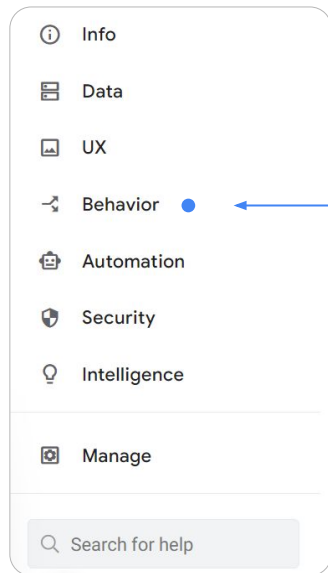 Info
Data
UX
Behavior
Automation
Security
Intelligence
Manage
Search for help